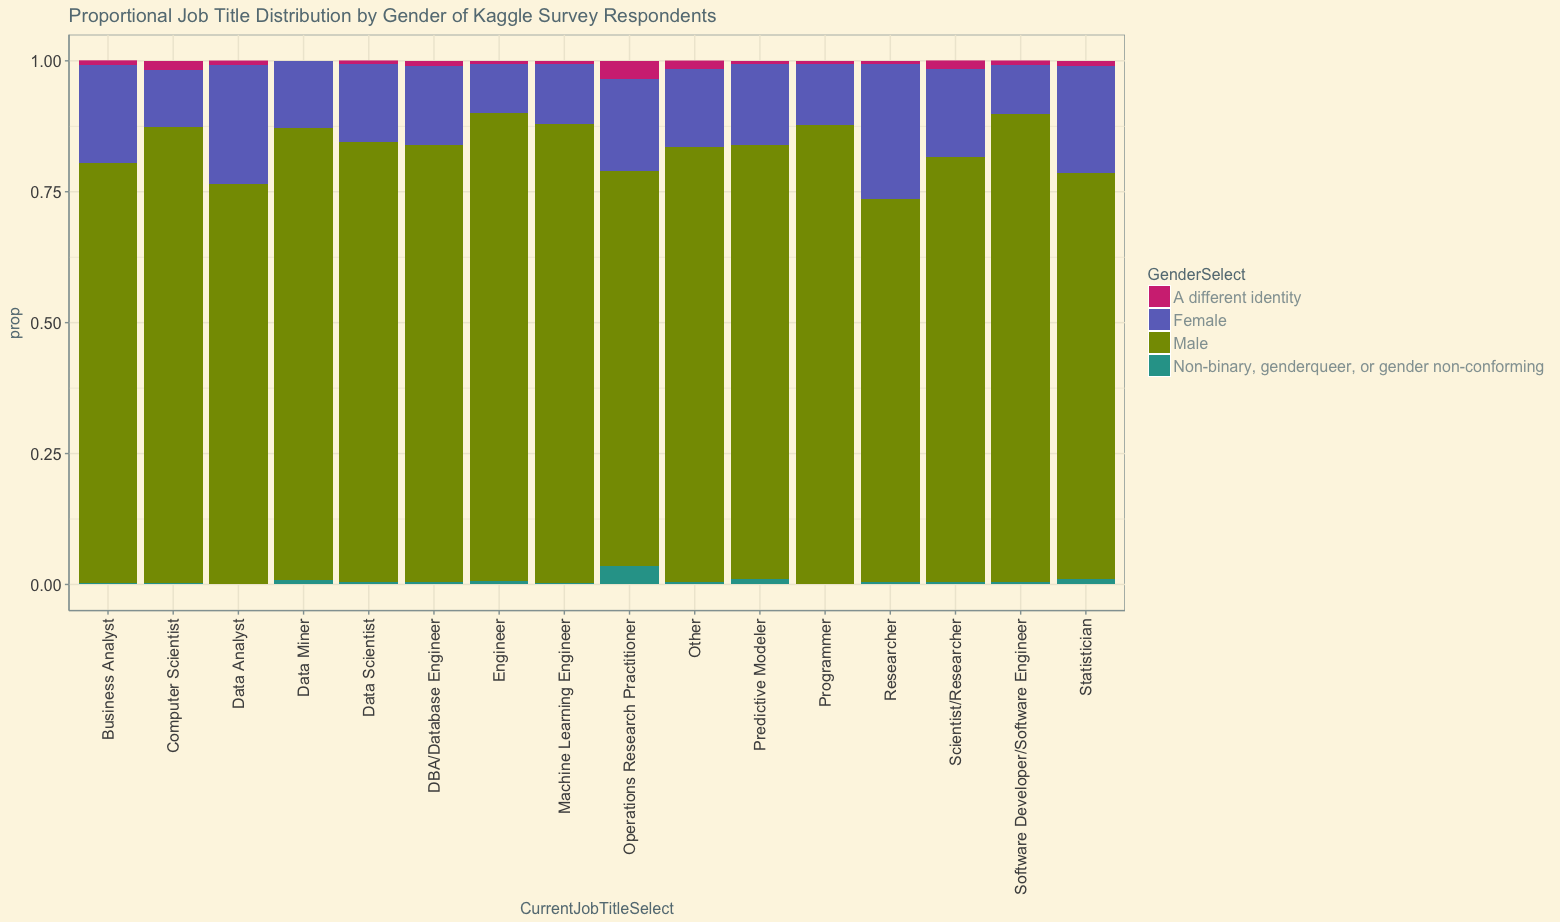 Proportional Job Title Distribution by Gender of Kaggle Survey Respondents
prop
1.00
0.75
0.50
0.25
0.00
Business Analyst
Computer Scientist
Data Analyst
Data Miner
Data Scientist
DBA/Database Engineer
Engineer
Machine Learning Engineer
Operations Research Practitioner
Other
Predictive Modeler
Programmer
Researcher
Scientist/Researcher
Software Developer/Software Engineer
Statistician
CurrentJobTitleSelect
GenderSelect
A different identity
Female
Male
Non-binary, genderqueer, or gender non-conforming